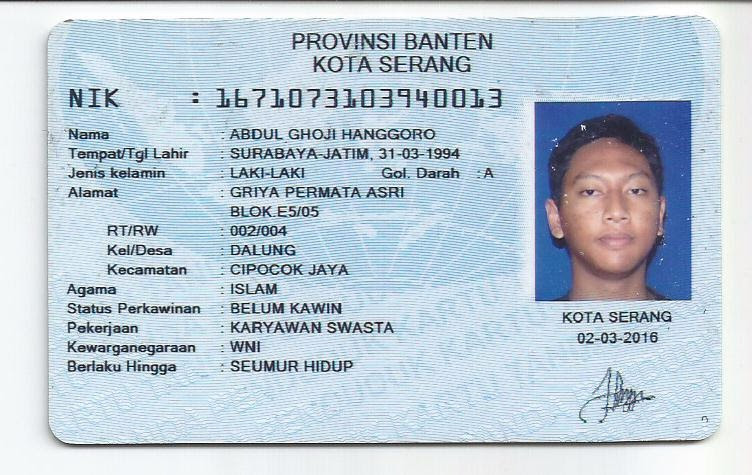 PROVINSI BANTEN
KOTA SERANG
NIK : 1671073103940013
Nama : ABDUL GHOJI HANGGORO
Tempat/Tgl Lahir : SURABAYA-JATIM, 31-03-1994
Jenis kelamin : LAKI-LAKI Gol. Darah : A
Alamat : GRIYA PERMATA ASRI
BLOK.E5/05
RT/RW : 002/004
Kel/Desa : DALUNG
Kecamatan : CIPOCOK JAYA
Agama : ISLAM
Status Perkawinan : BELUM KAWIN
Pekerjaan : KARYAWAN SWASTA
Kewarganegaraan : WNI
Berlaku Hingga : SEUMUR HIDUP
KOTA SERANG
02-03-2016